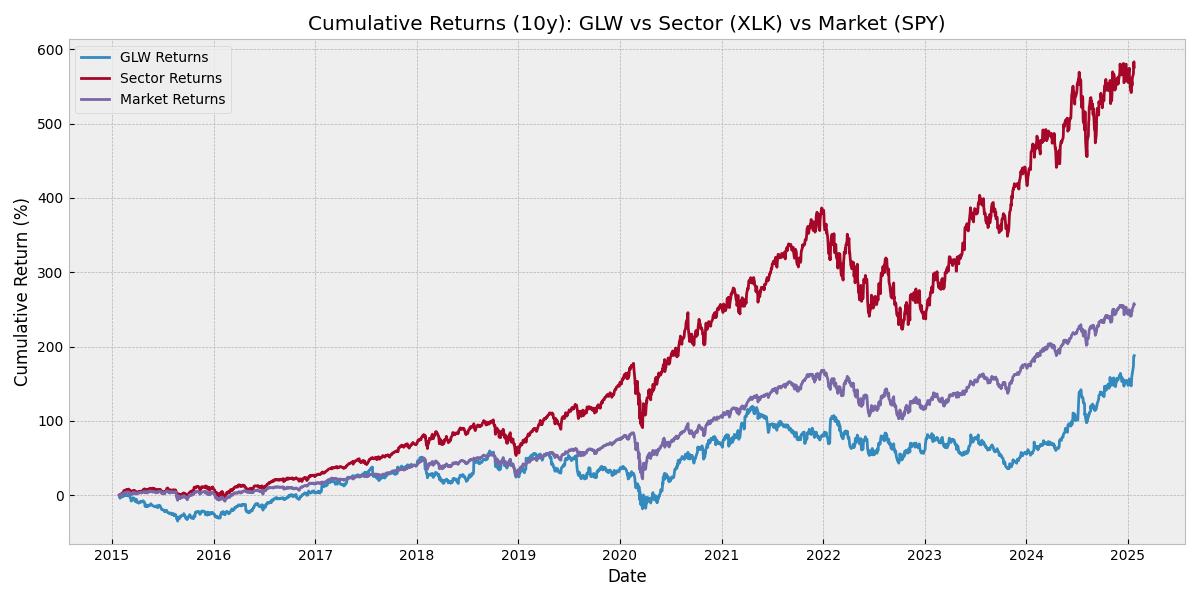 Cumulative Returns (10y): GLW vs Sector (XLK) vs Market (SPY)
GLW Returns
Sector Returns
Market Returns
Cumulative Return (%)
600
500
400
300
200
100
0
2015 2016 2017 2018 2019 2020 2021 2022 2023 2024 2025
Date